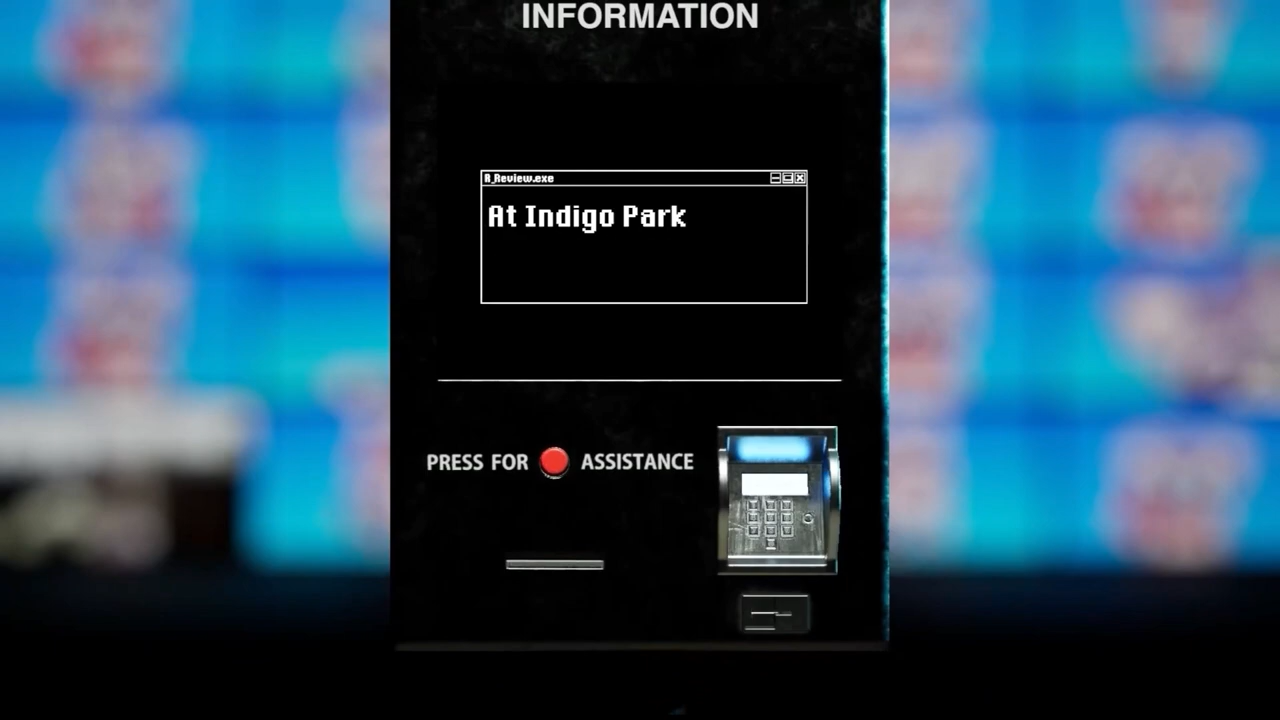 INFORMATION
A_Review.exe
At Indigo Park
PRESS FOR ASSISTANCE